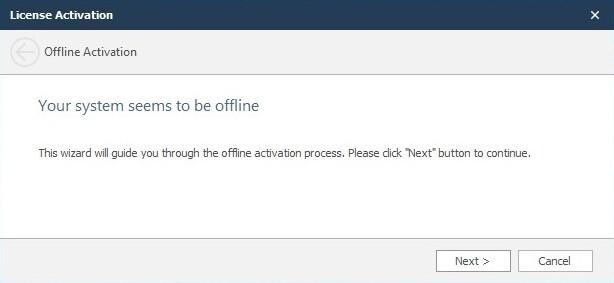 License Activation
Offline Activation
Your system seems to be offline
This wizard will guide you through the offline activation process. Please click "Next" button to continue.
Next >
Cancel